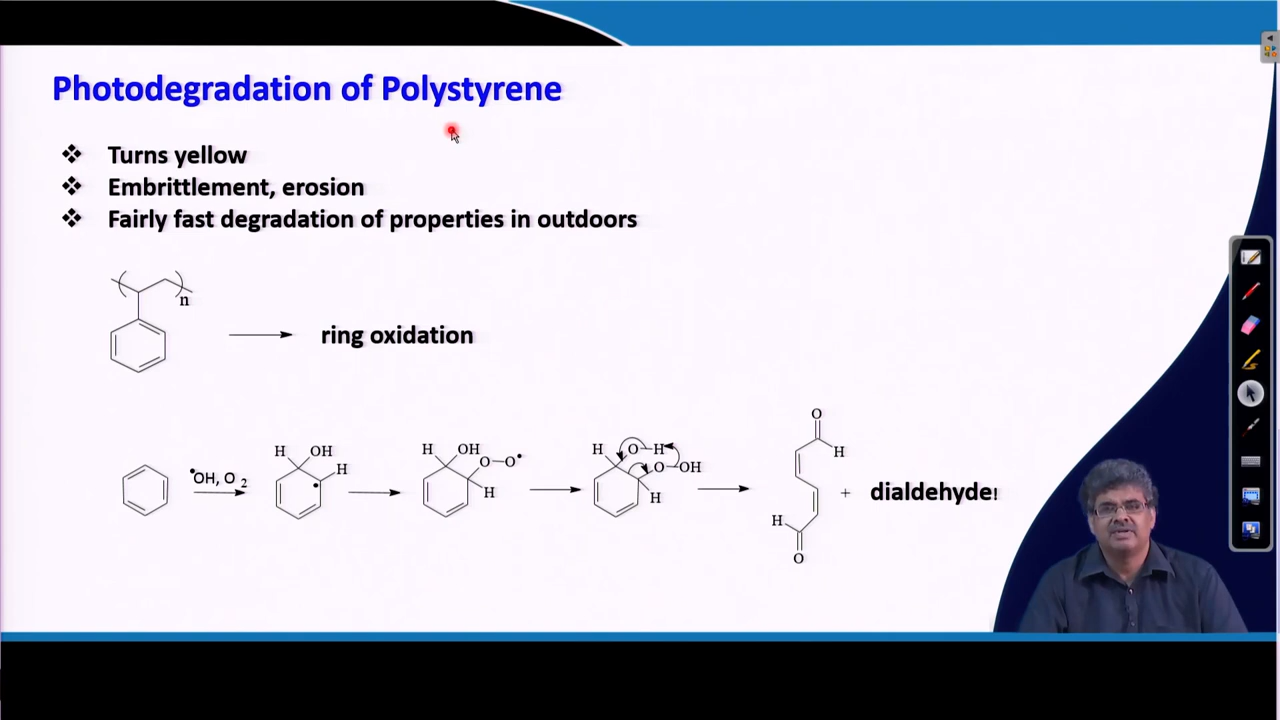 Photodegradation of Polystyrene
❖ Turns yellow
❖ Embrittlement, erosion
❖ Fairly fast degradation of properties in outdoors
n
ring oxidation
•OH, O2
H OH
H
•
H OH
O—O•
H
H O—H
O—OH
H
O
H
H
O
+ dialdehyde!